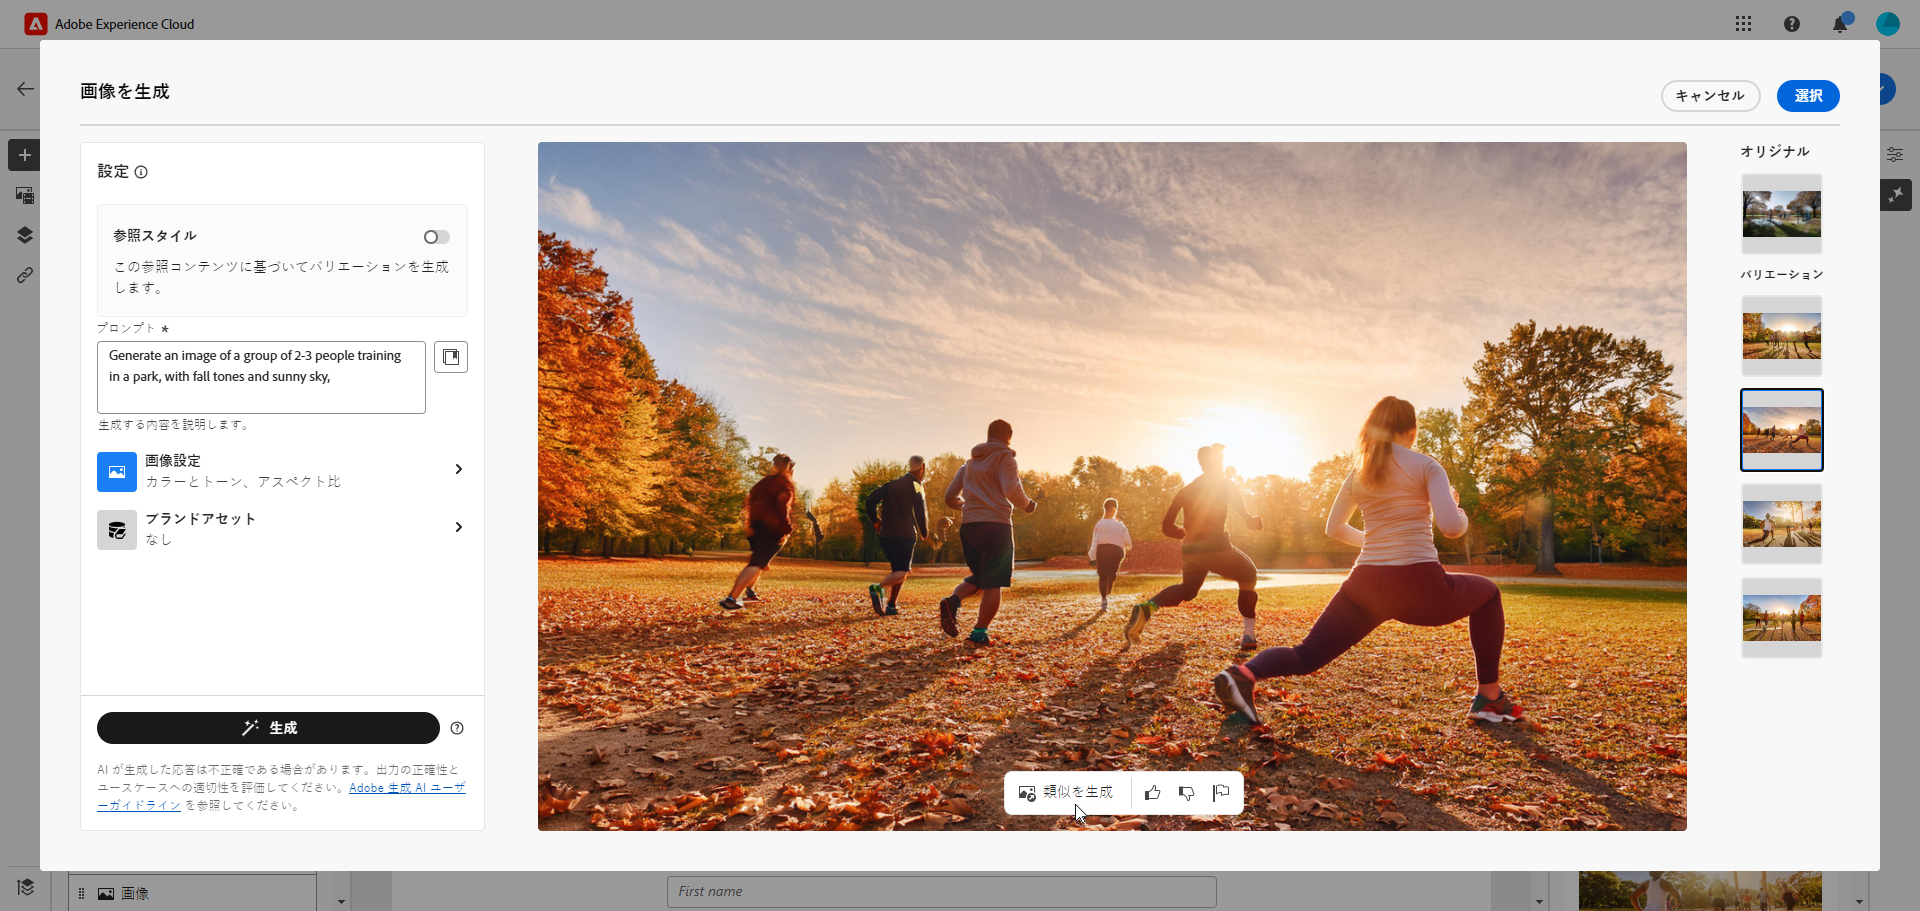 Adobe Experience Cloud
画像を生成
キャンセル
選択
設定
参照スタイル
この参照コンテンツに基づいてバリエーションを生成
します。
プロンプト *
Generate an image of a group of 2-3 people training
in a park, with fall tones and sunny sky,
生成する内容を説明します。
画像設定
カラーとトーン、アスペクト比
ブランドアセット
なし
生成
AI が生成した応答は不正確である場合があります。出力の正確性と
ユースケースへの適切性を評価してください。Adobe 生成 AI ユーザ
ーガイドライン を参照してください。
類似を生成
オリジナル
バリエーション
画像
First name